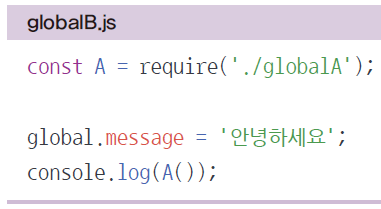 globalB.js
const A = require('./globalA');
global.message = '안녕하세요';
console.log(A());